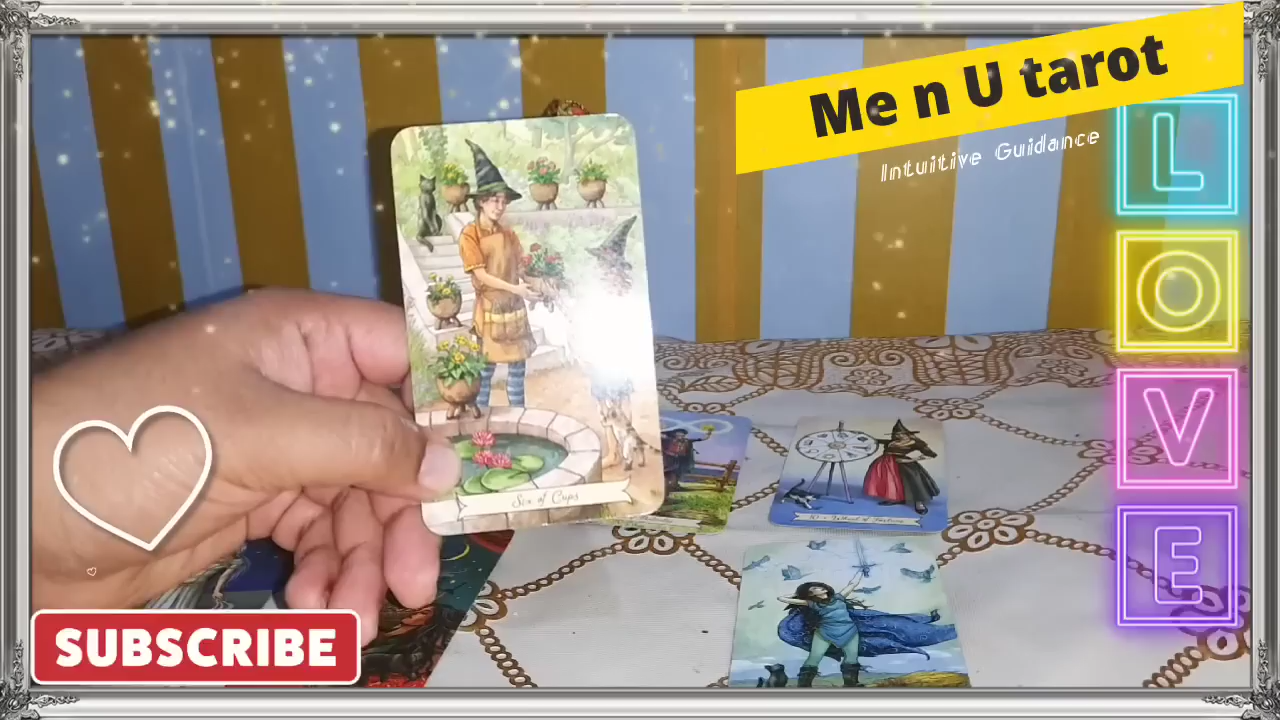 Me n U tarot
Intuitive Guidance
L
O
V
E
Six of Cups
X - Wheel of Fortune
SUBSCRIBE